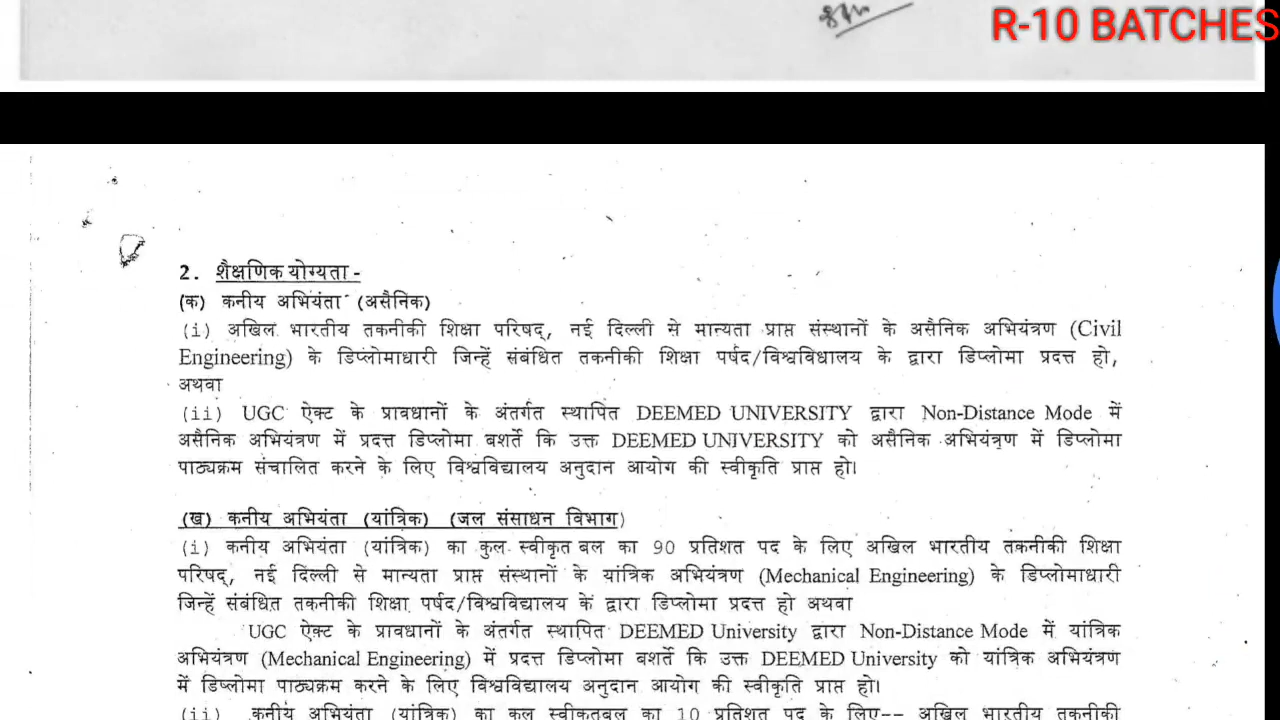 R-10 BATCHES
2. शैक्षणिक योग्यता -
(क) कनीय अभियंता (असैनिक)
(i) अखिल भारतीय तकनीकी शिक्षा परिषद्, नई दिल्ली से मान्यता प्राप्त संस्थानों के असैनिक अभियंत्रण (Civil
Engineering) के डिप्लोमाधारी जिन्हें संबंधित तकनीकी शिक्षा पर्षद/विश्वविधालय के द्वारा डिप्लोमा प्रदत्त हो,
अथवा
(ii) UGC ऐक्ट के प्रावधानों के अंतर्गत स्थापित DEEMED UNIVERSITY द्वारा Non-Distance Mode में
असैनिक अभियंत्रण में प्रदत्त डिप्लोमा बशर्ते कि उक्त DEEMED UNIVERSITY को असैनिक अभियंत्रण में डिप्लोमा
पाठ्यक्रम संचालित करने के लिए विश्वविद्यालय अनुदान आयोग की स्वीकृति प्राप्त हो।
(ख) कनीय अभियंता (यांत्रिक) (जल संसाधन विभाग)
(i) कनीय अभियंता (यांत्रिक) का कुल स्वीकृत बल का 90 प्रतिशत पद के लिए अखिल भारतीय तकनीकी शिक्षा
परिषद्, नई दिल्ली से मान्यता प्राप्त संस्थानों के यांत्रिक अभियंत्रण (Mechanical Engineering) के डिप्लोमाधारी
जिन्हें संबंधित तकनीकी शिक्षा पर्षद/विश्वविद्यालय के द्वारा डिप्लोमा प्रदत्त हो अथवा
UGC ऐक्ट के प्रावधानों के अंतर्गत स्थापित DEEMED University द्वारा Non-Distance Mode में यांत्रिक
अभियंत्रण (Mechanical Engineering) में प्रदत्त डिप्लोमा बशर्ते कि उक्त DEEMED University को यांत्रिक अभियंत्रण
में डिप्लोमा पाठ्यक्रम करने के लिए विश्वविद्यालय अनुदान आयोग की स्वीकृति प्राप्त हो।
(ii) कनीय अभियंता (यांत्रिक) का कुल स्वीकृतबल का 10 प्रतिशत पद के लिए-- अखिल भारतीय तकनीकी